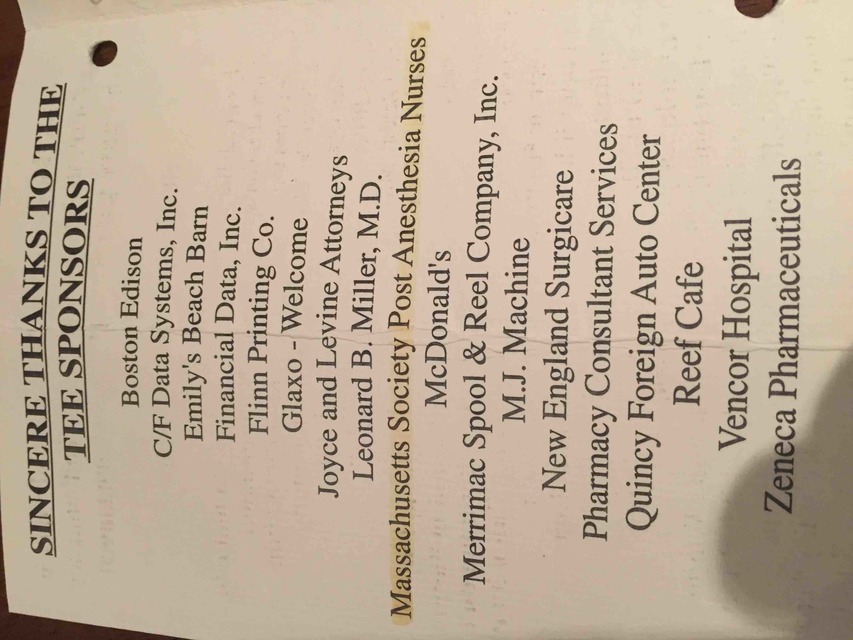 SINCERE THANKS TO THE
TEE SPONSORS
Boston Edison
C/F Data Systems, Inc.
Emily's Beach Barn
Financial Data, Inc.
Flinn Printing Co.
Glaxo - Welcome
Joyce and Levine Attorneys
Leonard B. Miller, M.D.
Massachusetts Society Post Anesthesia Nurses
McDonald's
Merrimac Spool & Reel Company, Inc.
M.J. Machine
New England Surgicare
Pharmacy Consultant Services
Quincy Foreign Auto Center
Reef Cafe
Vencor Hospital
Zeneca Pharmaceuticals